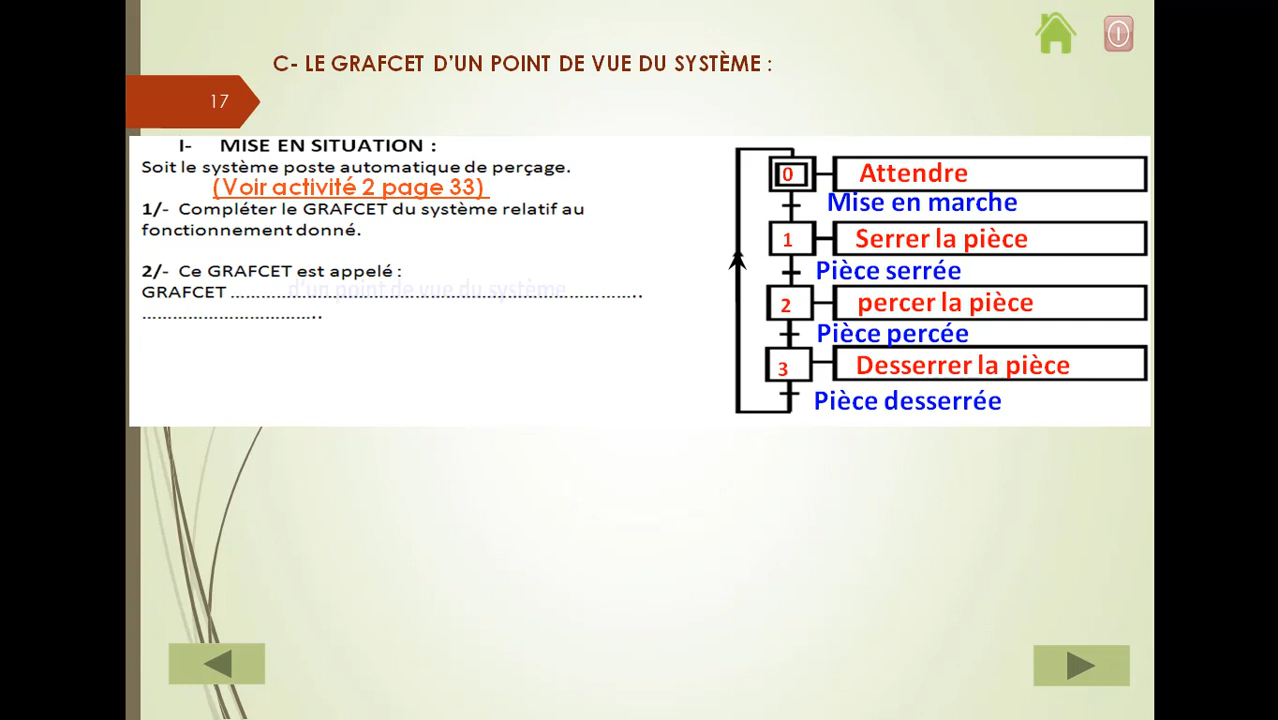 C- LE GRAFCET D'UN POINT DE VUE DU SYSTÈME :
17
I- MISE EN SITUATION :
Soit le système poste automatique de perçage.
(Voir activité 2 page 33)
1/- Compléter le GRAFCET du système relatif au
fonctionnement donné.
2/- Ce GRAFCET est appelé :
d'un point de vue du système
GRAFCET ……………………………………………………………..
…………………………..
0 Attendre
Mise en marche
1 Serrer la pièce
Pièce serrée
2 percer la pièce
Pièce percée
3 Desserrer la pièce
Pièce desserrée